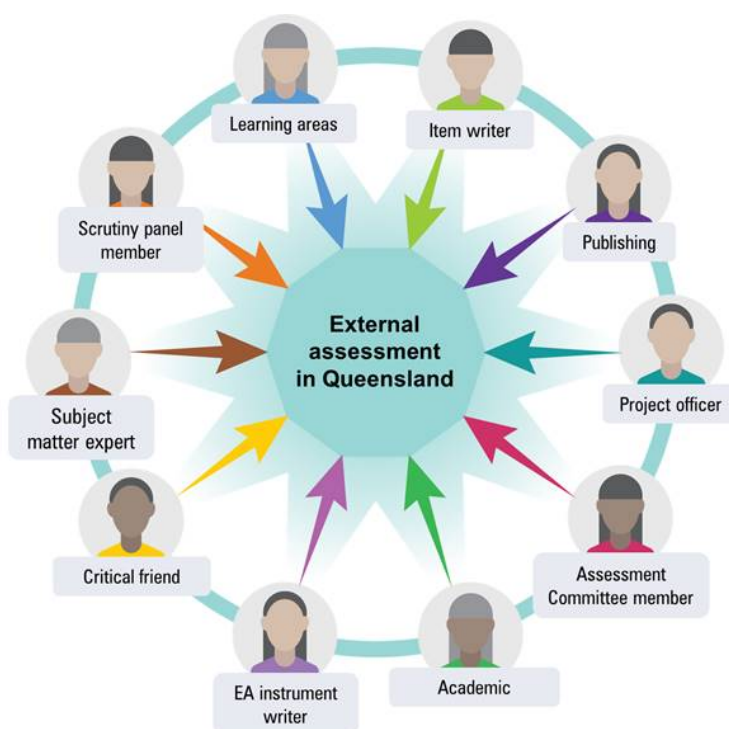 Learning areas
Item writer
Publishing
Project officer
Assessment
Committee member
Academic
EA instrument
writer
Critical friend
Subject
matter expert
Scrutiny panel
member
External
assessment
in Queensland